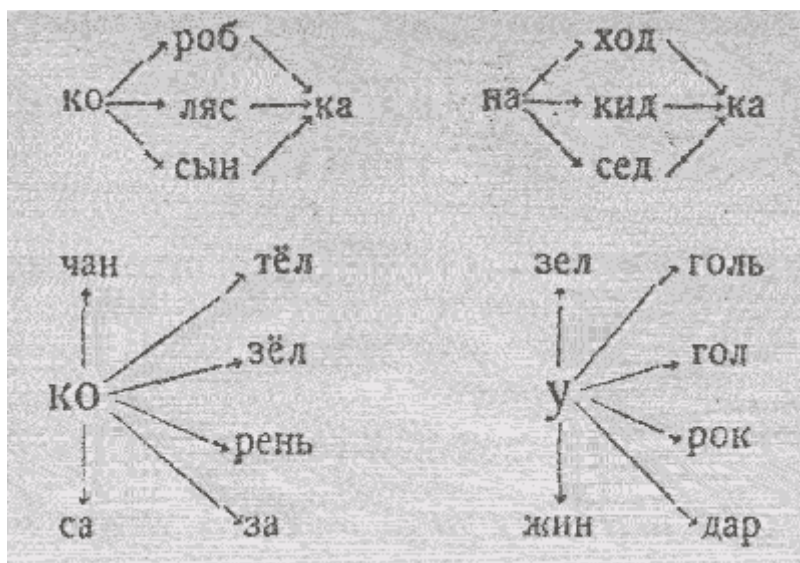 роб ход
ко ляс ка на кид ка
сын сед
чан тёл зел голь
зёл гол
ко у
рень рок
са за жин дар